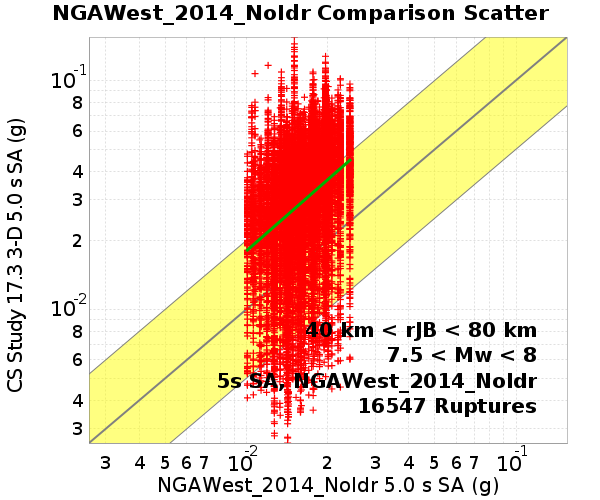 NGAWest_2014_NoIdr Comparison Scatter
CS Study 17.3 3-D 5.0 s SA (g)
10⁻¹
8
6
4
3
2
10⁻²
8
6
4
3
40 km < rJB < 80 km
7.5 < Mw < 8
5s SA, NGAWest_2014_NoIdr
16547 Ruptures
3 4 5 6 7 10⁻² 2 3 4 5 6 7 10⁻¹
NGAWest_2014_NoIdr 5.0 s SA (g)